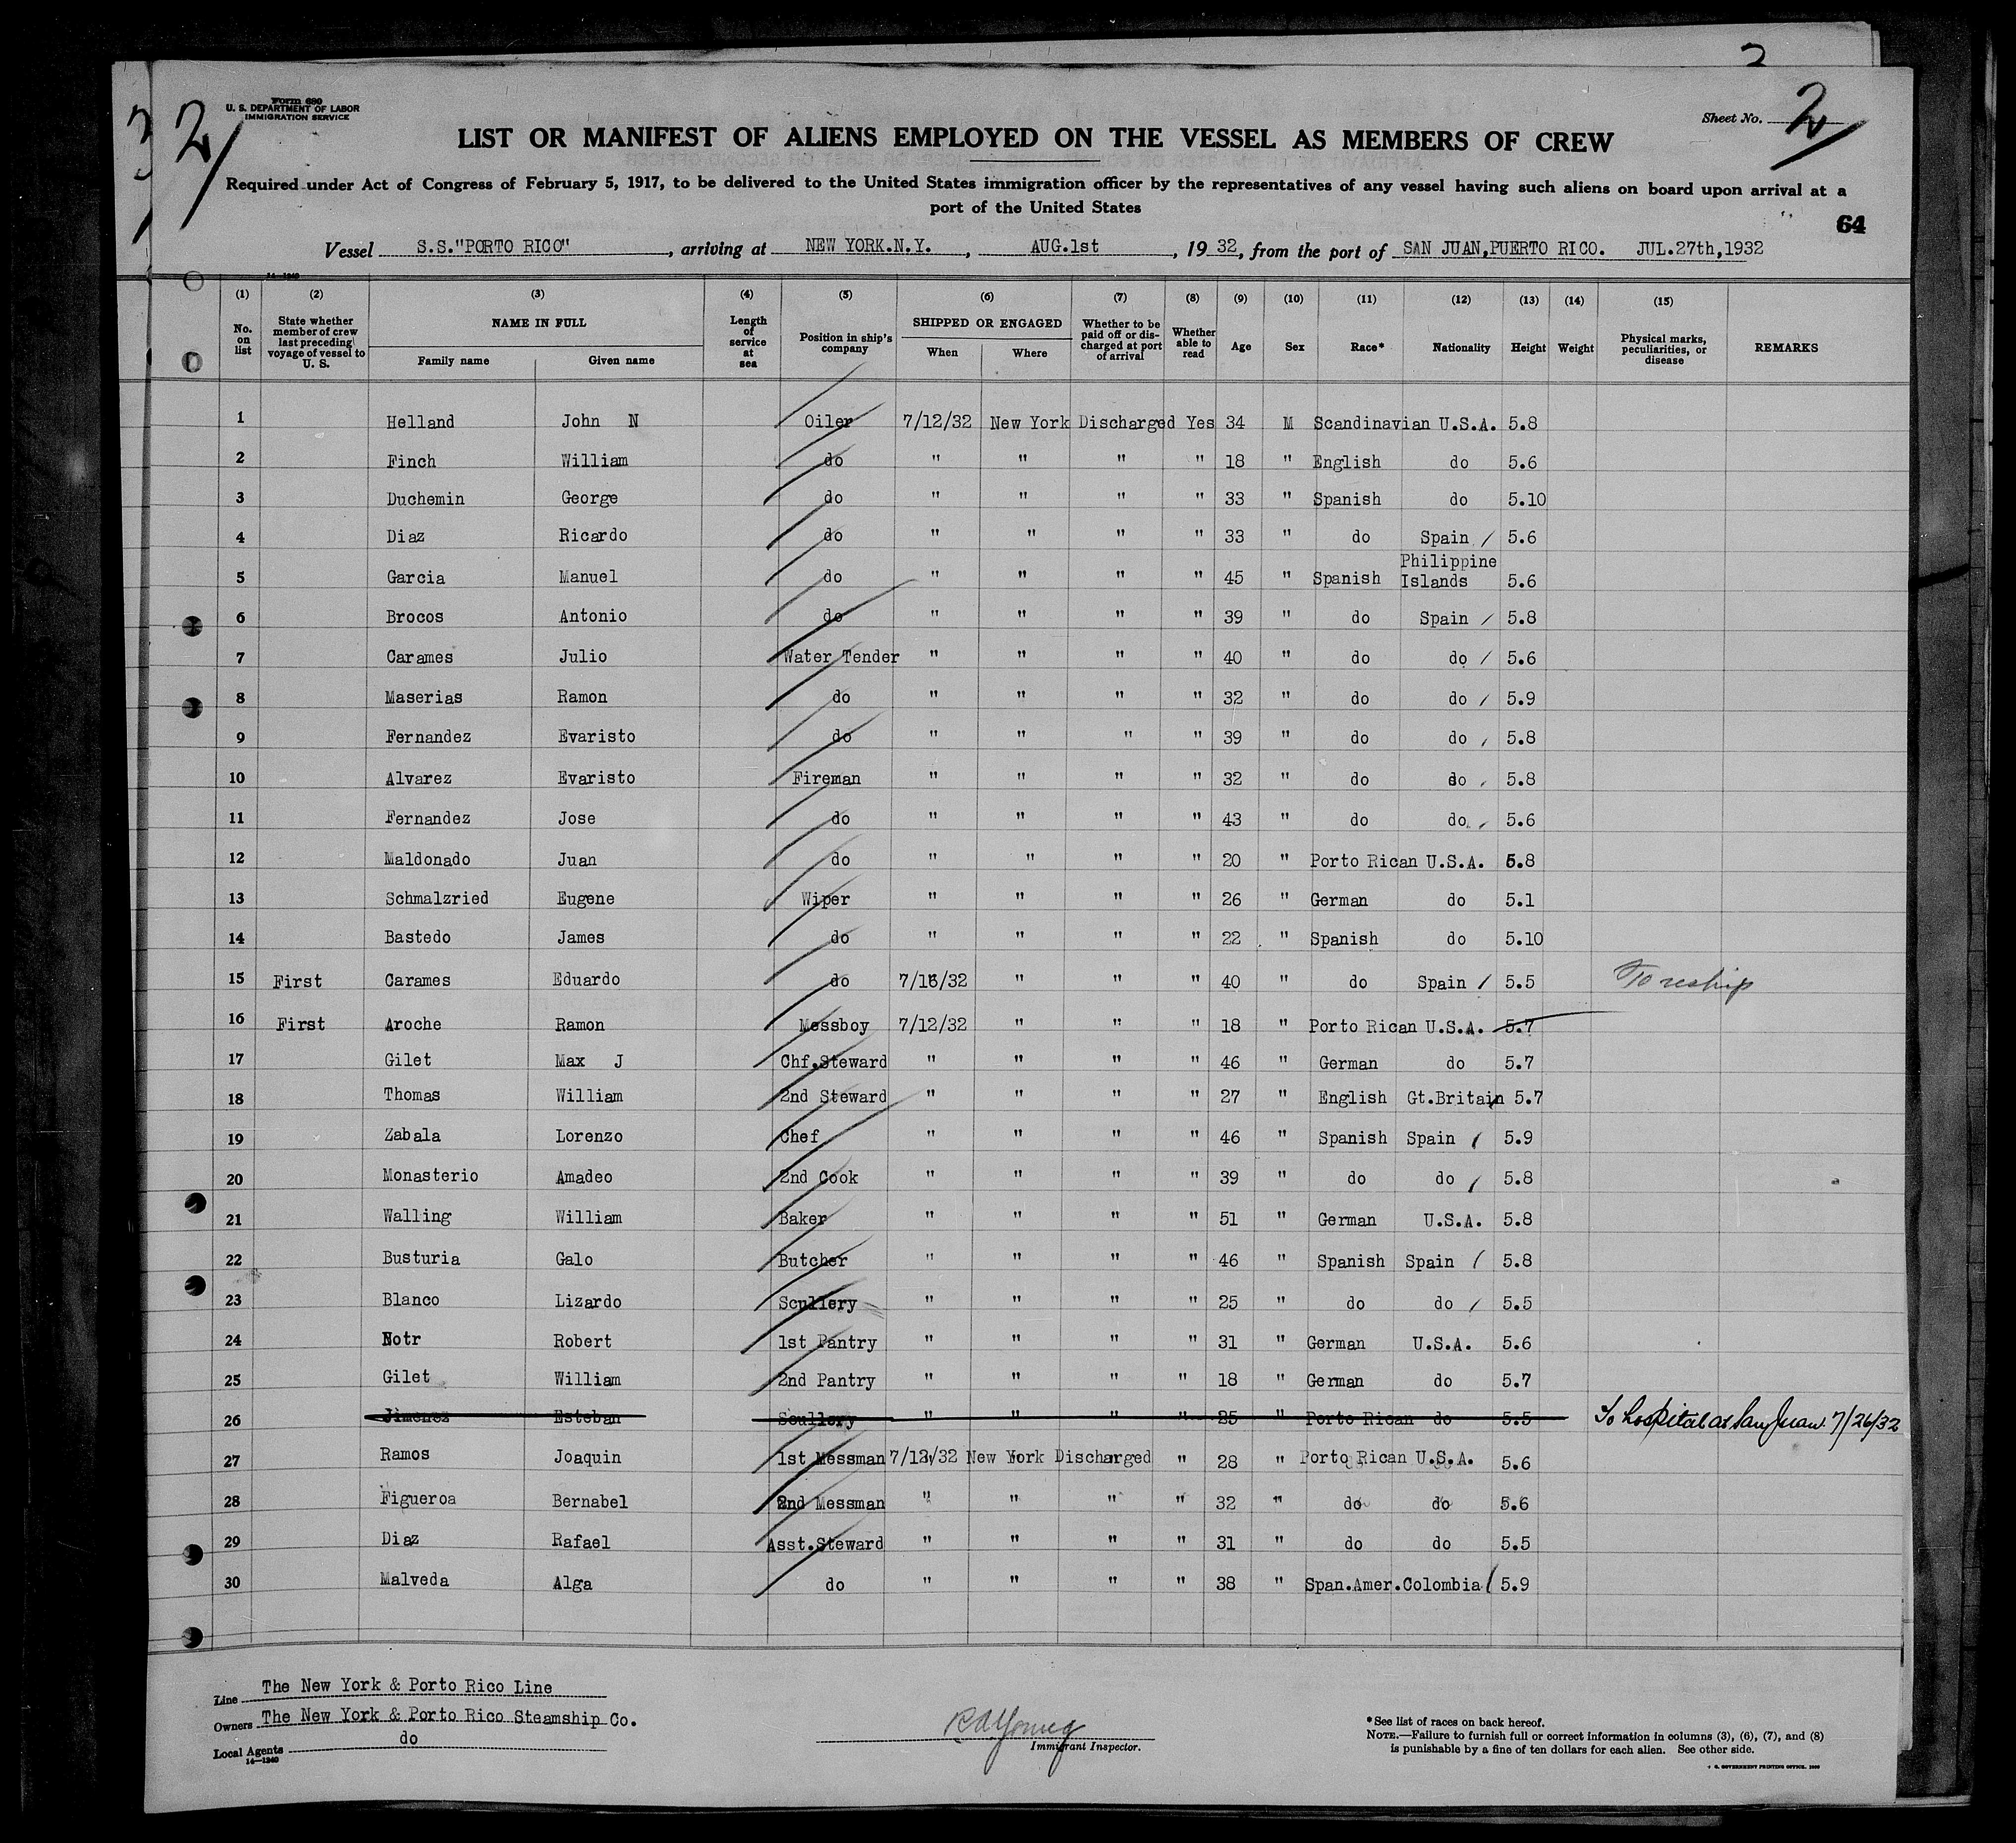 Form 680
U. S. DEPARTMENT OF LABOR
IMMIGRATION SERVICE
2
2
Sheet No. 2
LIST OR MANIFEST OF ALIENS EMPLOYED ON THE VESSEL AS MEMBERS OF CREW
Required under Act of Congress of February 5, 1917, to be delivered to the United States immigration officer by the representatives of any vessel having such aliens on board upon arrival at a
port of the United States
64
Vessel S.S."PORTO RICO", arriving at NEW YORK.N.Y., AUG.1st, 1932, from the port of SAN JUAN,PUERTO RICO. JUL.27th,1932
14—1240
(1) (2) (3) (4) (5) (6) (7) (8) (9) (10) (11) (12) (13) (14) (15)
No. on list State whether member of crew last preceding voyage of vessel to U. S. NAME IN FULL Family name Given name Length of service at sea Position in ship's company SHIPPED OR ENGAGED When Where Whether to be paid off or discharged at port of arrival Whether able to read Age Sex Race* Nationality Height Weight Physical marks, peculiarities, or disease REMARKS
1 Helland John N Oiler 7/12/32 New York Discharged Yes 34 M Scandinavian U.S.A. 5.8
2 Finch William do " " " " 18 " English do 5.6
3 Duchemin George do " " " " 33 " Spanish do 5.10
4 Diaz Ricardo do " " " " 33 " do Spain / 5.6
5 Garcia Manuel do " " " " 45 " Spanish Philippine Islands 5.6
6 Brocos Antonio do " " " " 39 " do Spain / 5.8
7 Carames Julio Water Tender " " " " 40 " do do / 5.6
8 Maserias Ramon do " " " " 32 " do do / 5.9
9 Fernandez Evaristo do " " " " 39 " do do / 5.8
10 Alvarez Evaristo Fireman " " " " 32 " do do / 5.8
11 Fernandez Jose do " " " " 43 " do do / 5.6
12 Maldonado Juan do " " " " 20 " Porto Rican U.S.A. 5.8
13 Schmalzried Eugene Wiper " " " " 26 " German do 5.1
14 Bastedo James do " " " " 22 " Spanish do 5.10
15 First Carames Eduardo do 7/15/32 " " " 40 " do Spain / 5.5 To reship
16 First Aroche Ramon Messboy 7/12/32 " " " 18 " Porto Rican U.S.A. 5.7
17 Gilet Max J Chf.Steward " " " " 46 " German do 5.7
18 Thomas William 2nd Steward " " " " 27 " English Gt.Britain 5.7
19 Zabala Lorenzo Chef " " " " 46 " Spanish Spain / 5.9
20 Monasterio Amadeo 2nd Cook " " " " 39 " do do / 5.8
21 Walling William Baker " " " " 51 " German U.S.A. 5.8
22 Busturia Galo Butcher " " " " 46 " Spanish Spain / 5.8
23 Blanco Lizardo Scullery " " " " 25 " do do / 5.5
24 Notr Robert 1st Pantry " " " " 31 " German U.S.A. 5.6
25 Gilet William 2nd Pantry " " " " 18 " German do 5.7
26 Jimenez Esteban Scullery " " " " 25 " Porto Rican do 5.5 To hospital at San Juan 7/26/32
27 Ramos Joaquin 1st Messman 7/12/32 New York Discharged " 28 " Porto Rican U.S.A. 5.6
28 Figueroa Bernabel 2nd Messman " " " " 32 " do do 5.6
29 Diaz Rafael Asst.Steward " " " " 31 " do do 5.5
30 Malveda Alga do " " " " 38 " Span.Amer. Colombia / 5.9
Line The New York & Porto Rico Line
Owners The New York & Porto Rico Steamship Co.
Local Agents do
14—1240
R A Young
Immigrant Inspector.
*See list of races on back hereof.
NOTE.—Failure to furnish full or correct information in columns (3), (6), (7), and (8)
is punishable by a fine of ten dollars for each alien. See other side.